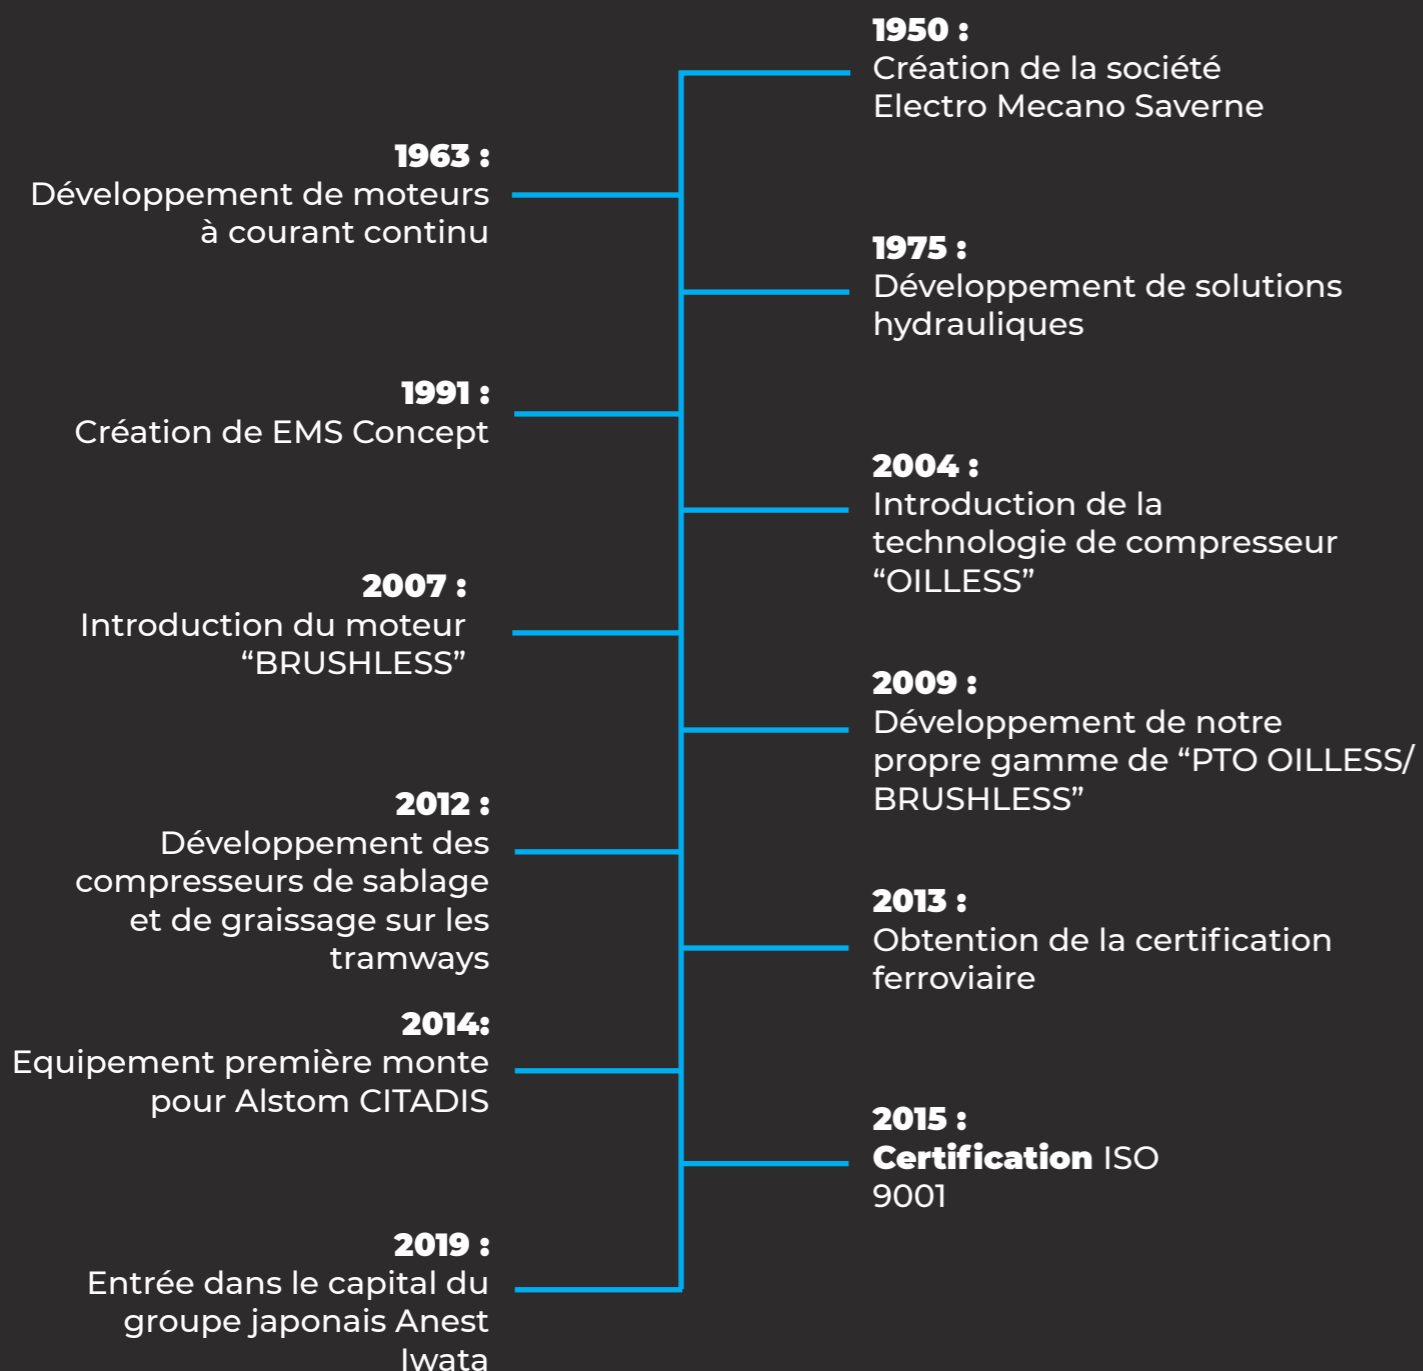 1950 :
Création de la société
Electro Mecano Saverne
1963 :
Développement de moteurs
à courant continu
1975 :
Développement de solutions
hydrauliques
1991 :
Création de EMS Concept
2004 :
Introduction de la
technologie de compresseur
“OILLESS”
2007 :
Introduction du moteur
“BRUSHLESS”
2009 :
Développement de notre
propre gamme de “PTO OILLESS/
BRUSHLESS”
2012 :
Développement des
compresseurs de sablage
et de graissage sur les
tramways
2013 :
Obtention de la certification
ferroviaire
2014:
Equipement première monte
pour Alstom CITADIS
2015 :
Certification ISO
9001
2019 :
Entrée dans le capital du
groupe japonais Anest
Iwata